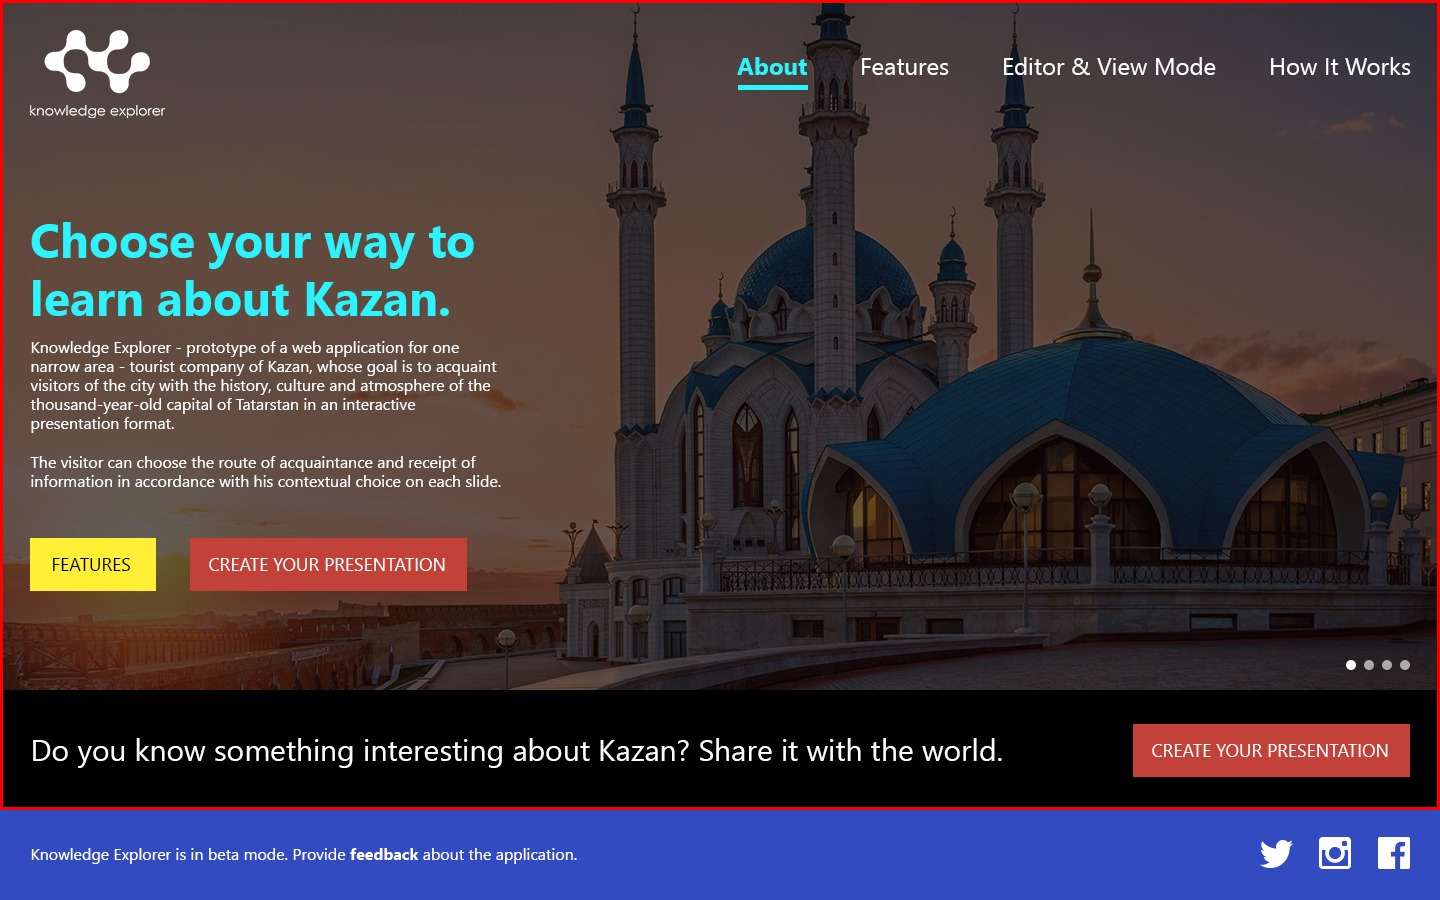 knowledge explorer
About Features Editor & View Mode How It Works
Choose your way to
learn about Kazan.
Knowledge Explorer - prototype of a web application for one
narrow area - tourist company of Kazan, whose goal is to acquaint
visitors of the city with the history, culture and atmosphere of the
thousand-year-old capital of Tatarstan in an interactive
presentation format.
The visitor can choose the route of acquaintance and receipt of
information in accordance with his contextual choice on each slide.
FEATURES CREATE YOUR PRESENTATION
Do you know something interesting about Kazan? Share it with the world. CREATE YOUR PRESENTATION
Knowledge Explorer is in beta mode. Provide feedback about the application.